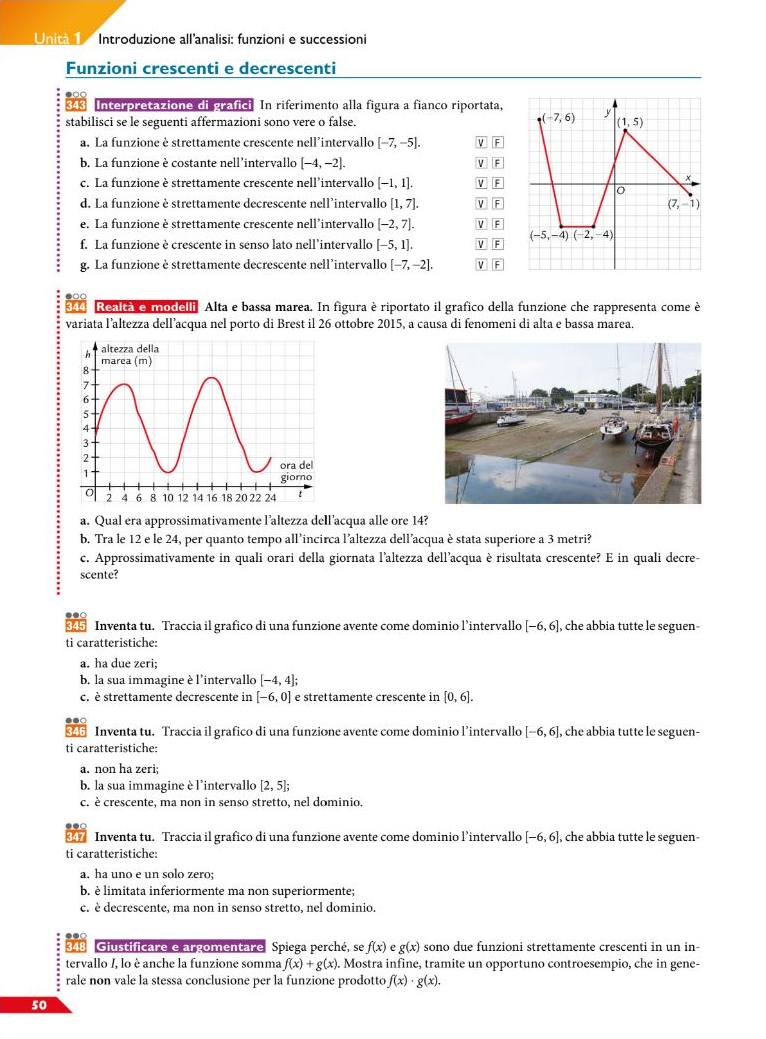 Unità 1 Introduzione all'analisi: funzioni e successioni
Funzioni crescenti e decrescenti
343 Interpretazione di grafici In riferimento alla figura a fianco riportata,
stabilisci se le seguenti affermazioni sono vere o false.
a. La funzione è strettamente crescente nell'intervallo [−7, −5]. V F
b. La funzione è costante nell'intervallo [−4, −2]. V F
c. La funzione è strettamente crescente nell'intervallo [−1, 1]. V F
d. La funzione è strettamente decrescente nell'intervallo [1, 7]. V F
e. La funzione è strettamente crescente nell'intervallo [−2, 7]. V F
f. La funzione è crescente in senso lato nell'intervallo [−5, 1]. V F
g. La funzione è strettamente decrescente nell'intervallo [−7, −2]. V F
(−7, 6) y (1, 5)
x
O
(7, −1)
(−5, −4) (−2, −4)
344 Realtà e modelli Alta e bassa marea. In figura è riportato il grafico della funzione che rappresenta come è
variata l'altezza dell'acqua nel porto di Brest il 26 ottobre 2015, a causa di fenomeni di alta e bassa marea.
h altezza della
marea (m)
8
7
6
5
4
3
2
1
ora del
giorno
O 2 4 6 8 10 12 14 16 18 20 22 24 t
a. Qual era approssimativamente l'altezza dell'acqua alle ore 14?
b. Tra le 12 e le 24, per quanto tempo all'incirca l'altezza dell'acqua è stata superiore a 3 metri?
c. Approssimativamente in quali orari della giornata l'altezza dell'acqua è risultata crescente? E in quali decre-
scente?
345 Inventa tu. Traccia il grafico di una funzione avente come dominio l'intervallo [−6, 6], che abbia tutte le seguen-
ti caratteristiche:
a. ha due zeri;
b. la sua immagine è l'intervallo [−4, 4];
c. è strettamente decrescente in [−6, 0] e strettamente crescente in [0, 6].
346 Inventa tu. Traccia il grafico di una funzione avente come dominio l'intervallo [−6, 6], che abbia tutte le seguen-
ti caratteristiche:
a. non ha zeri;
b. la sua immagine è l'intervallo [2, 5];
c. è crescente, ma non in senso stretto, nel dominio.
347 Inventa tu. Traccia il grafico di una funzione avente come dominio l'intervallo [−6, 6], che abbia tutte le seguen-
ti caratteristiche:
a. ha uno e un solo zero;
b. è limitata inferiormente ma non superiormente;
c. è decrescente, ma non in senso stretto, nel dominio.
348 Giustificare e argomentare Spiega perché, se f(x) e g(x) sono due funzioni strettamente crescenti in un in-
tervallo I, lo è anche la funzione somma f(x) + g(x). Mostra infine, tramite un opportuno controesempio, che in gene-
rale non vale la stessa conclusione per la funzione prodotto f(x) · g(x).
50